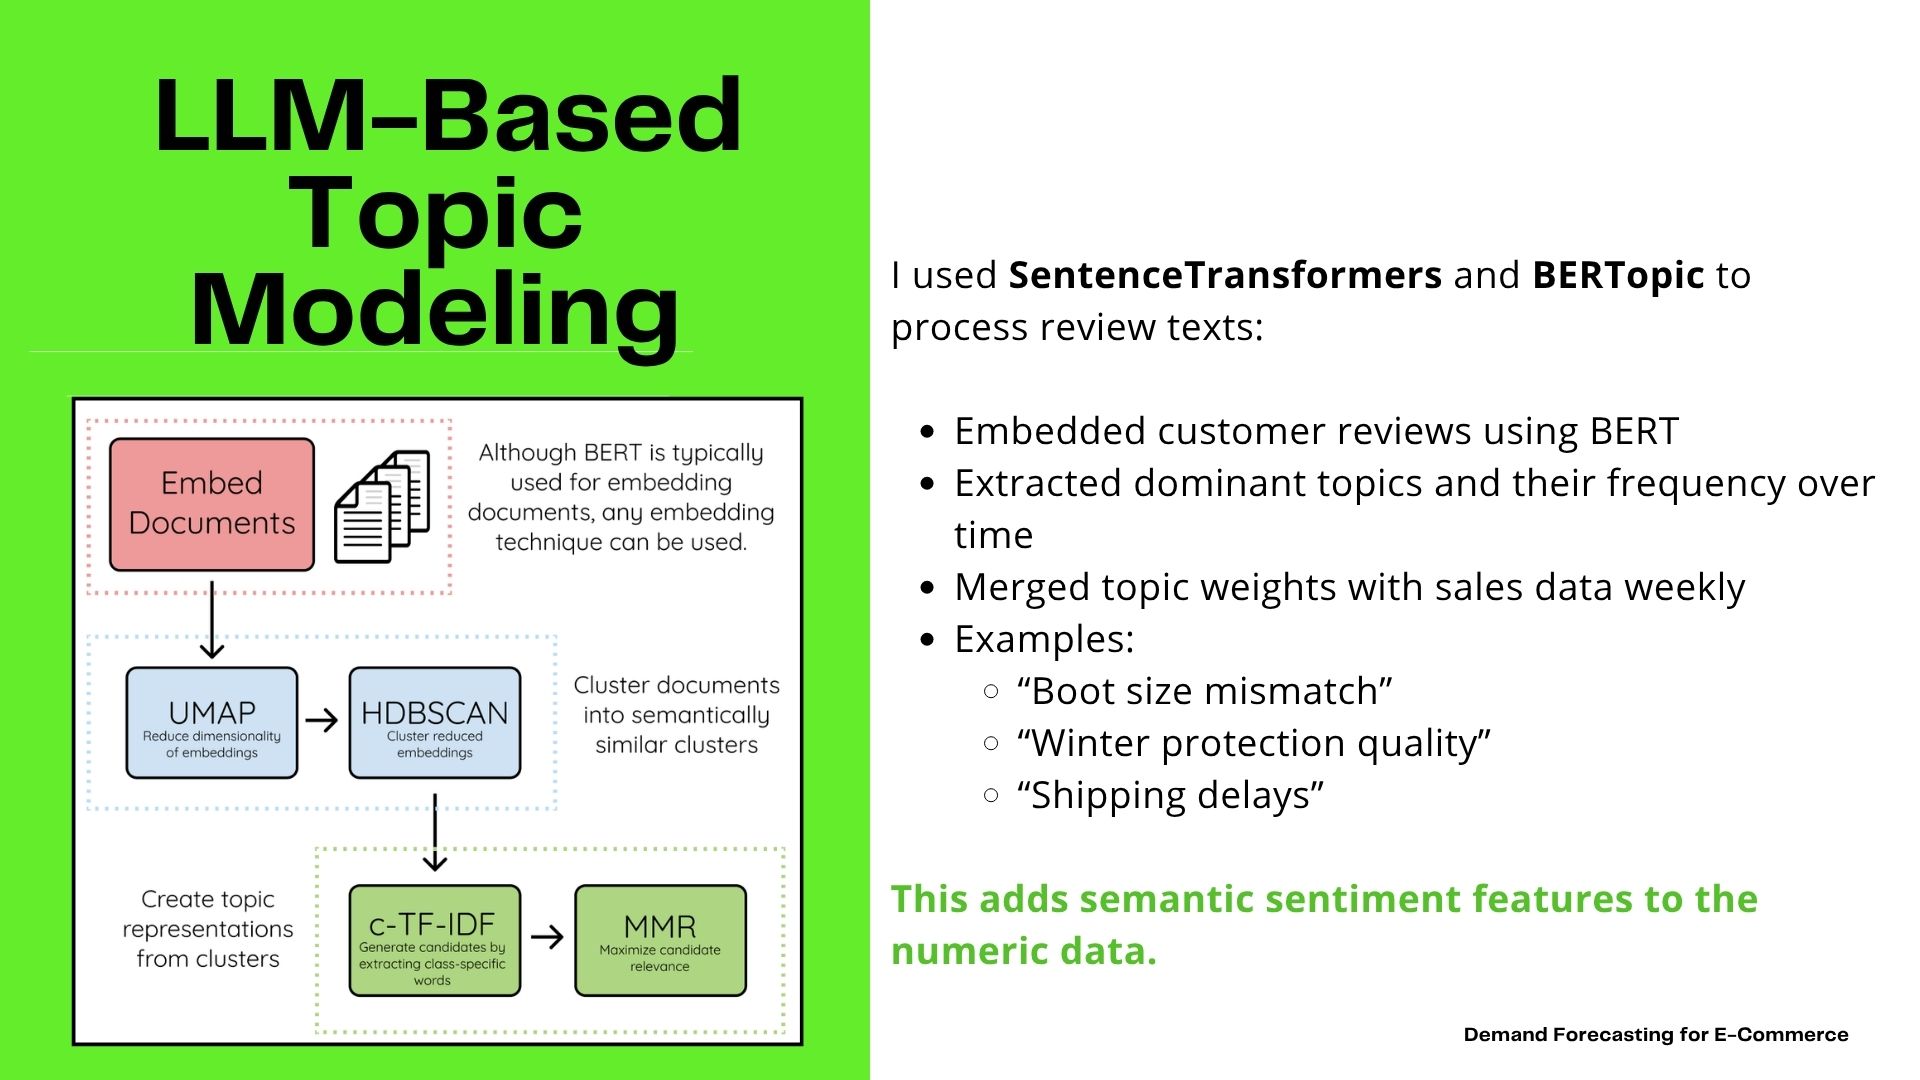 LLM-Based
Topic
Modeling
Embed
Documents
Although BERT is typically
used for embedding
documents, any embedding
technique can be used.
UMAP
Reduce dimensionality
of embeddings
HDBSCAN
Cluster reduced
embeddings
Cluster documents
into semantically
similar clusters
Create topic
representations
from clusters
c-TF-IDF
Generate candidates by
extracting class-specific
words
MMR
Maximize candidate
relevance
I used SentenceTransformers and BERTopic to
process review texts:
• Embedded customer reviews using BERT
• Extracted dominant topics and their frequency over
time
• Merged topic weights with sales data weekly
• Examples:
○ “Boot size mismatch”
○ “Winter protection quality”
○ “Shipping delays”
This adds semantic sentiment features to the
numeric data.
Demand Forecasting for E-Commerce